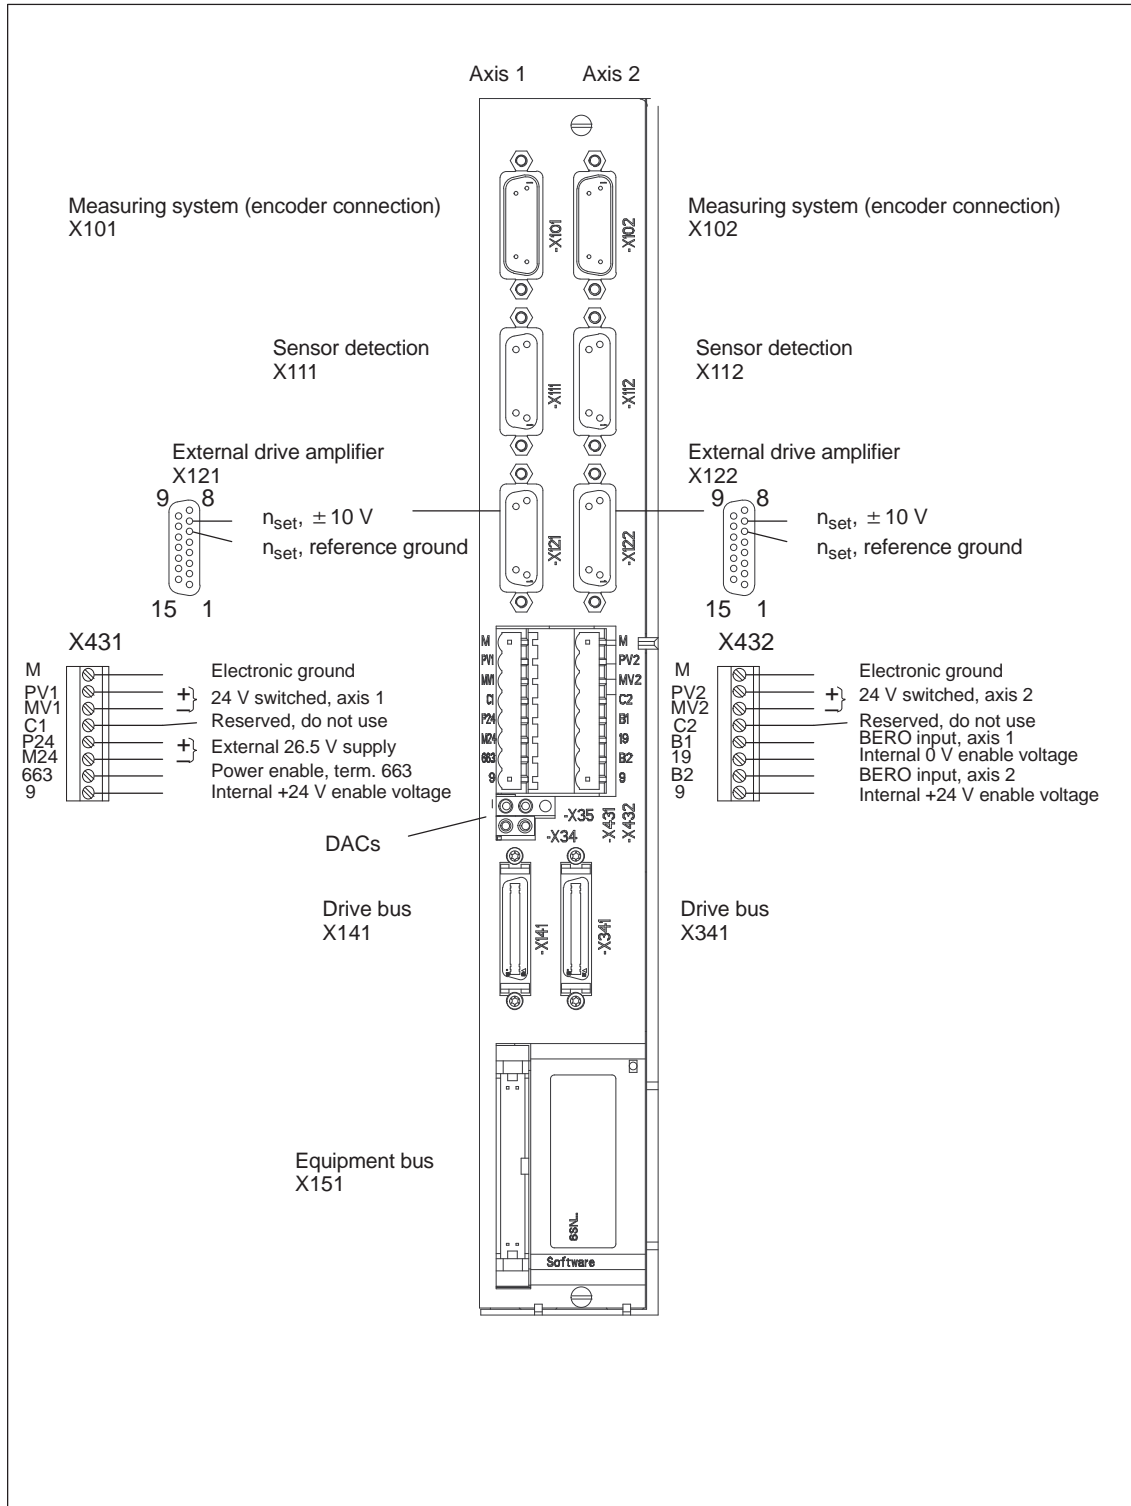 Axis 1
Axis 2
Measuring system (encoder connection)
X101
-X101
-X102
Measuring system (encoder connection)
X102
Sensor detection
X111
-X111
-X112
Sensor detection
X112
External drive amplifier
X121
9 8
nset, ± 10 V
nset, reference ground
15 1
-X121
-X122
External drive amplifier
X122
9 8
nset, ± 10 V
nset, reference ground
15 1
X431
M Electronic ground
PV1 +
MV1 –
24 V switched, axis 1
C1 Reserved, do not use
P24 +
M24 –
External 26.5 V supply
663 Power enable, term. 663
9 Internal +24 V enable voltage
M
PV1
MV1
C1
P24
M24
663
9
M
PV2
MV2
C2
B1
19
B2
9
X432
M Electronic ground
PV2 +
MV2 –
24 V switched, axis 2
C2 Reserved, do not use
B1 BERO input, axis 1
19 Internal 0 V enable voltage
B2 BERO input, axis 2
9 Internal +24 V enable voltage
-X35
-X34
-X431
-X432
DACs
Drive bus
X141
-X141
-X341
Drive bus
X341
Equipment bus
X151
6SN..
Software